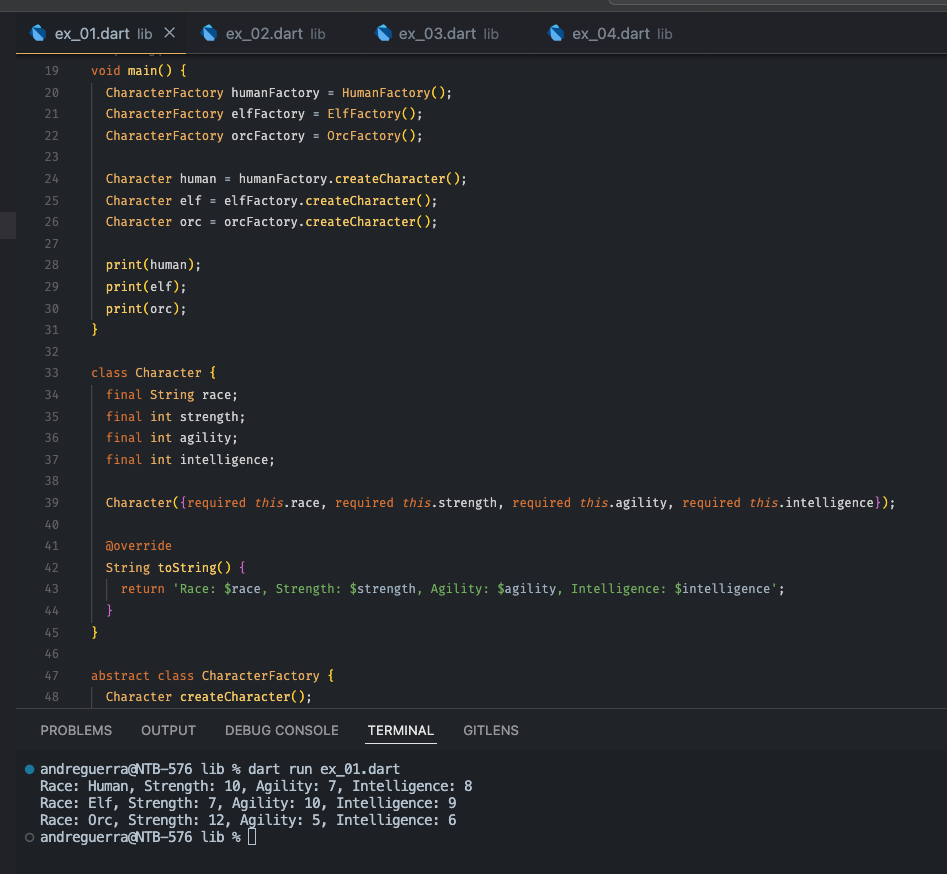 ex_01.dart lib
ex_02.dart lib
ex_03.dart lib
ex_04.dart lib
19 void main() {
20 CharacterFactory humanFactory = HumanFactory();
21 CharacterFactory elfFactory = ElfFactory();
22 CharacterFactory orcFactory = OrcFactory();
23
24 Character human = humanFactory.createCharacter();
25 Character elf = elfFactory.createCharacter();
26 Character orc = orcFactory.createCharacter();
27
28 print(human);
29 print(elf);
30 print(orc);
31 }
32
33 class Character {
34 final String race;
35 final int strength;
36 final int agility;
37 final int intelligence;
38
39 Character({required this.race, required this.strength, required this.agility, required this.intelligence});
40
41 @override
42 String toString() {
43 return 'Race: $race, Strength: $strength, Agility: $agility, Intelligence: $intelligence';
44 }
45 }
46
47 abstract class CharacterFactory {
48 Character createCharacter();
PROBLEMS OUTPUT DEBUG CONSOLE TERMINAL GITLENS
andreguerra@NTB-576 lib % dart run ex_01.dart
Race: Human, Strength: 10, Agility: 7, Intelligence: 8
Race: Elf, Strength: 7, Agility: 10, Intelligence: 9
Race: Orc, Strength: 12, Agility: 5, Intelligence: 6
andreguerra@NTB-576 lib %